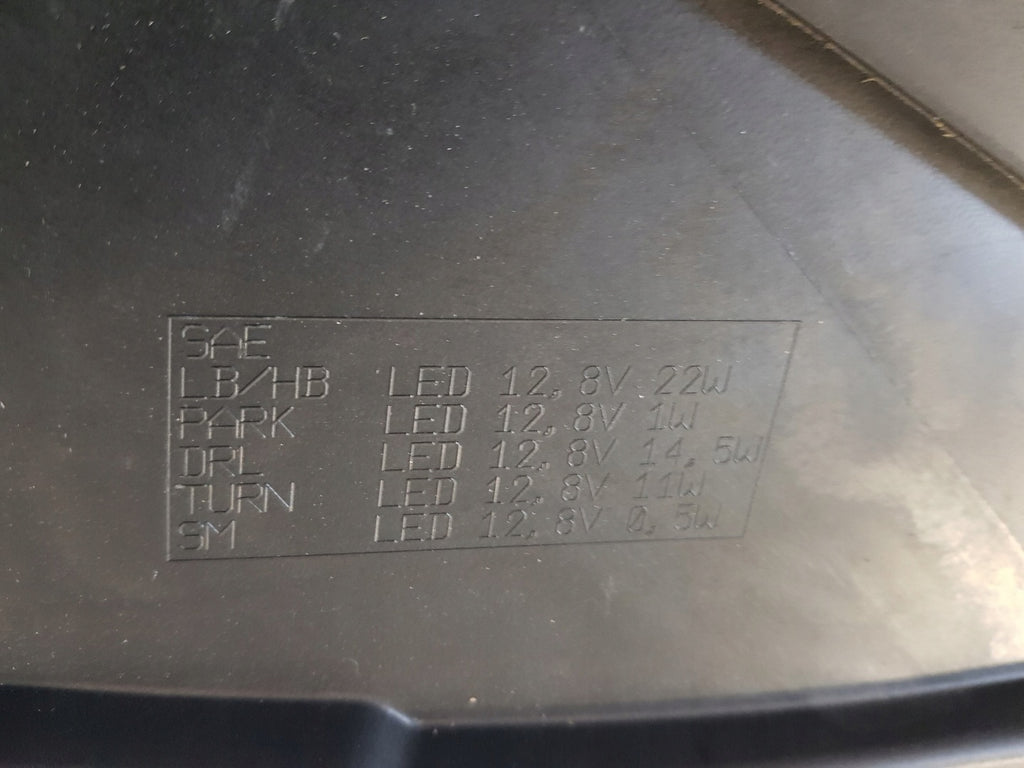 SAE
LB/HB LED 12,8V 22W
PARK LED 12,8V 1W
DRL LED 12,8V 14,5W
TURN LED 12,8V 11W
SM LED 12,8V 0,5W